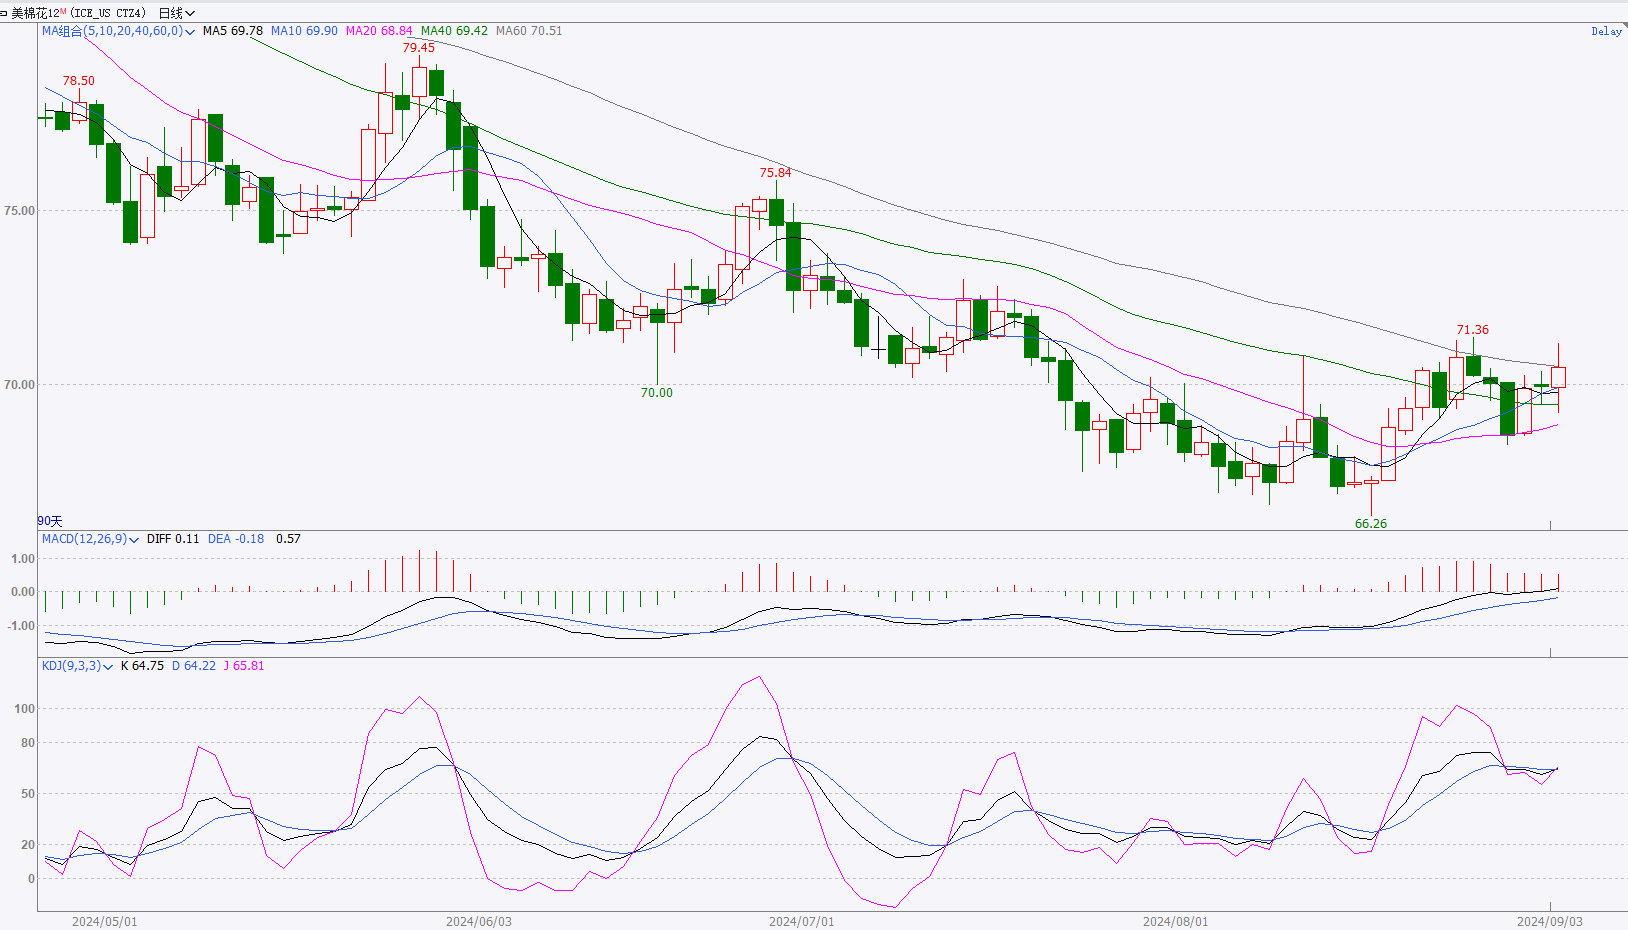 美棉花12M (ICE_US CTZ4) 日线
MA组合(5,10,20,40,60,0) MA5 69.78 MA10 69.90 MA20 68.84 MA40 69.42 MA60 70.51
Delay
79.45
78.50
75.84
75.00
71.36
70.00
70.00
66.26
90天
MACD(12,26,9) DIFF 0.11 DEA -0.18 0.57
1.00
0.00
-1.00
KDJ(9,3,3) K 64.75 D 64.22 J 65.81
100
80
50
20
0
2024/05/01 2024/06/03 2024/07/01 2024/08/01 2024/09/03